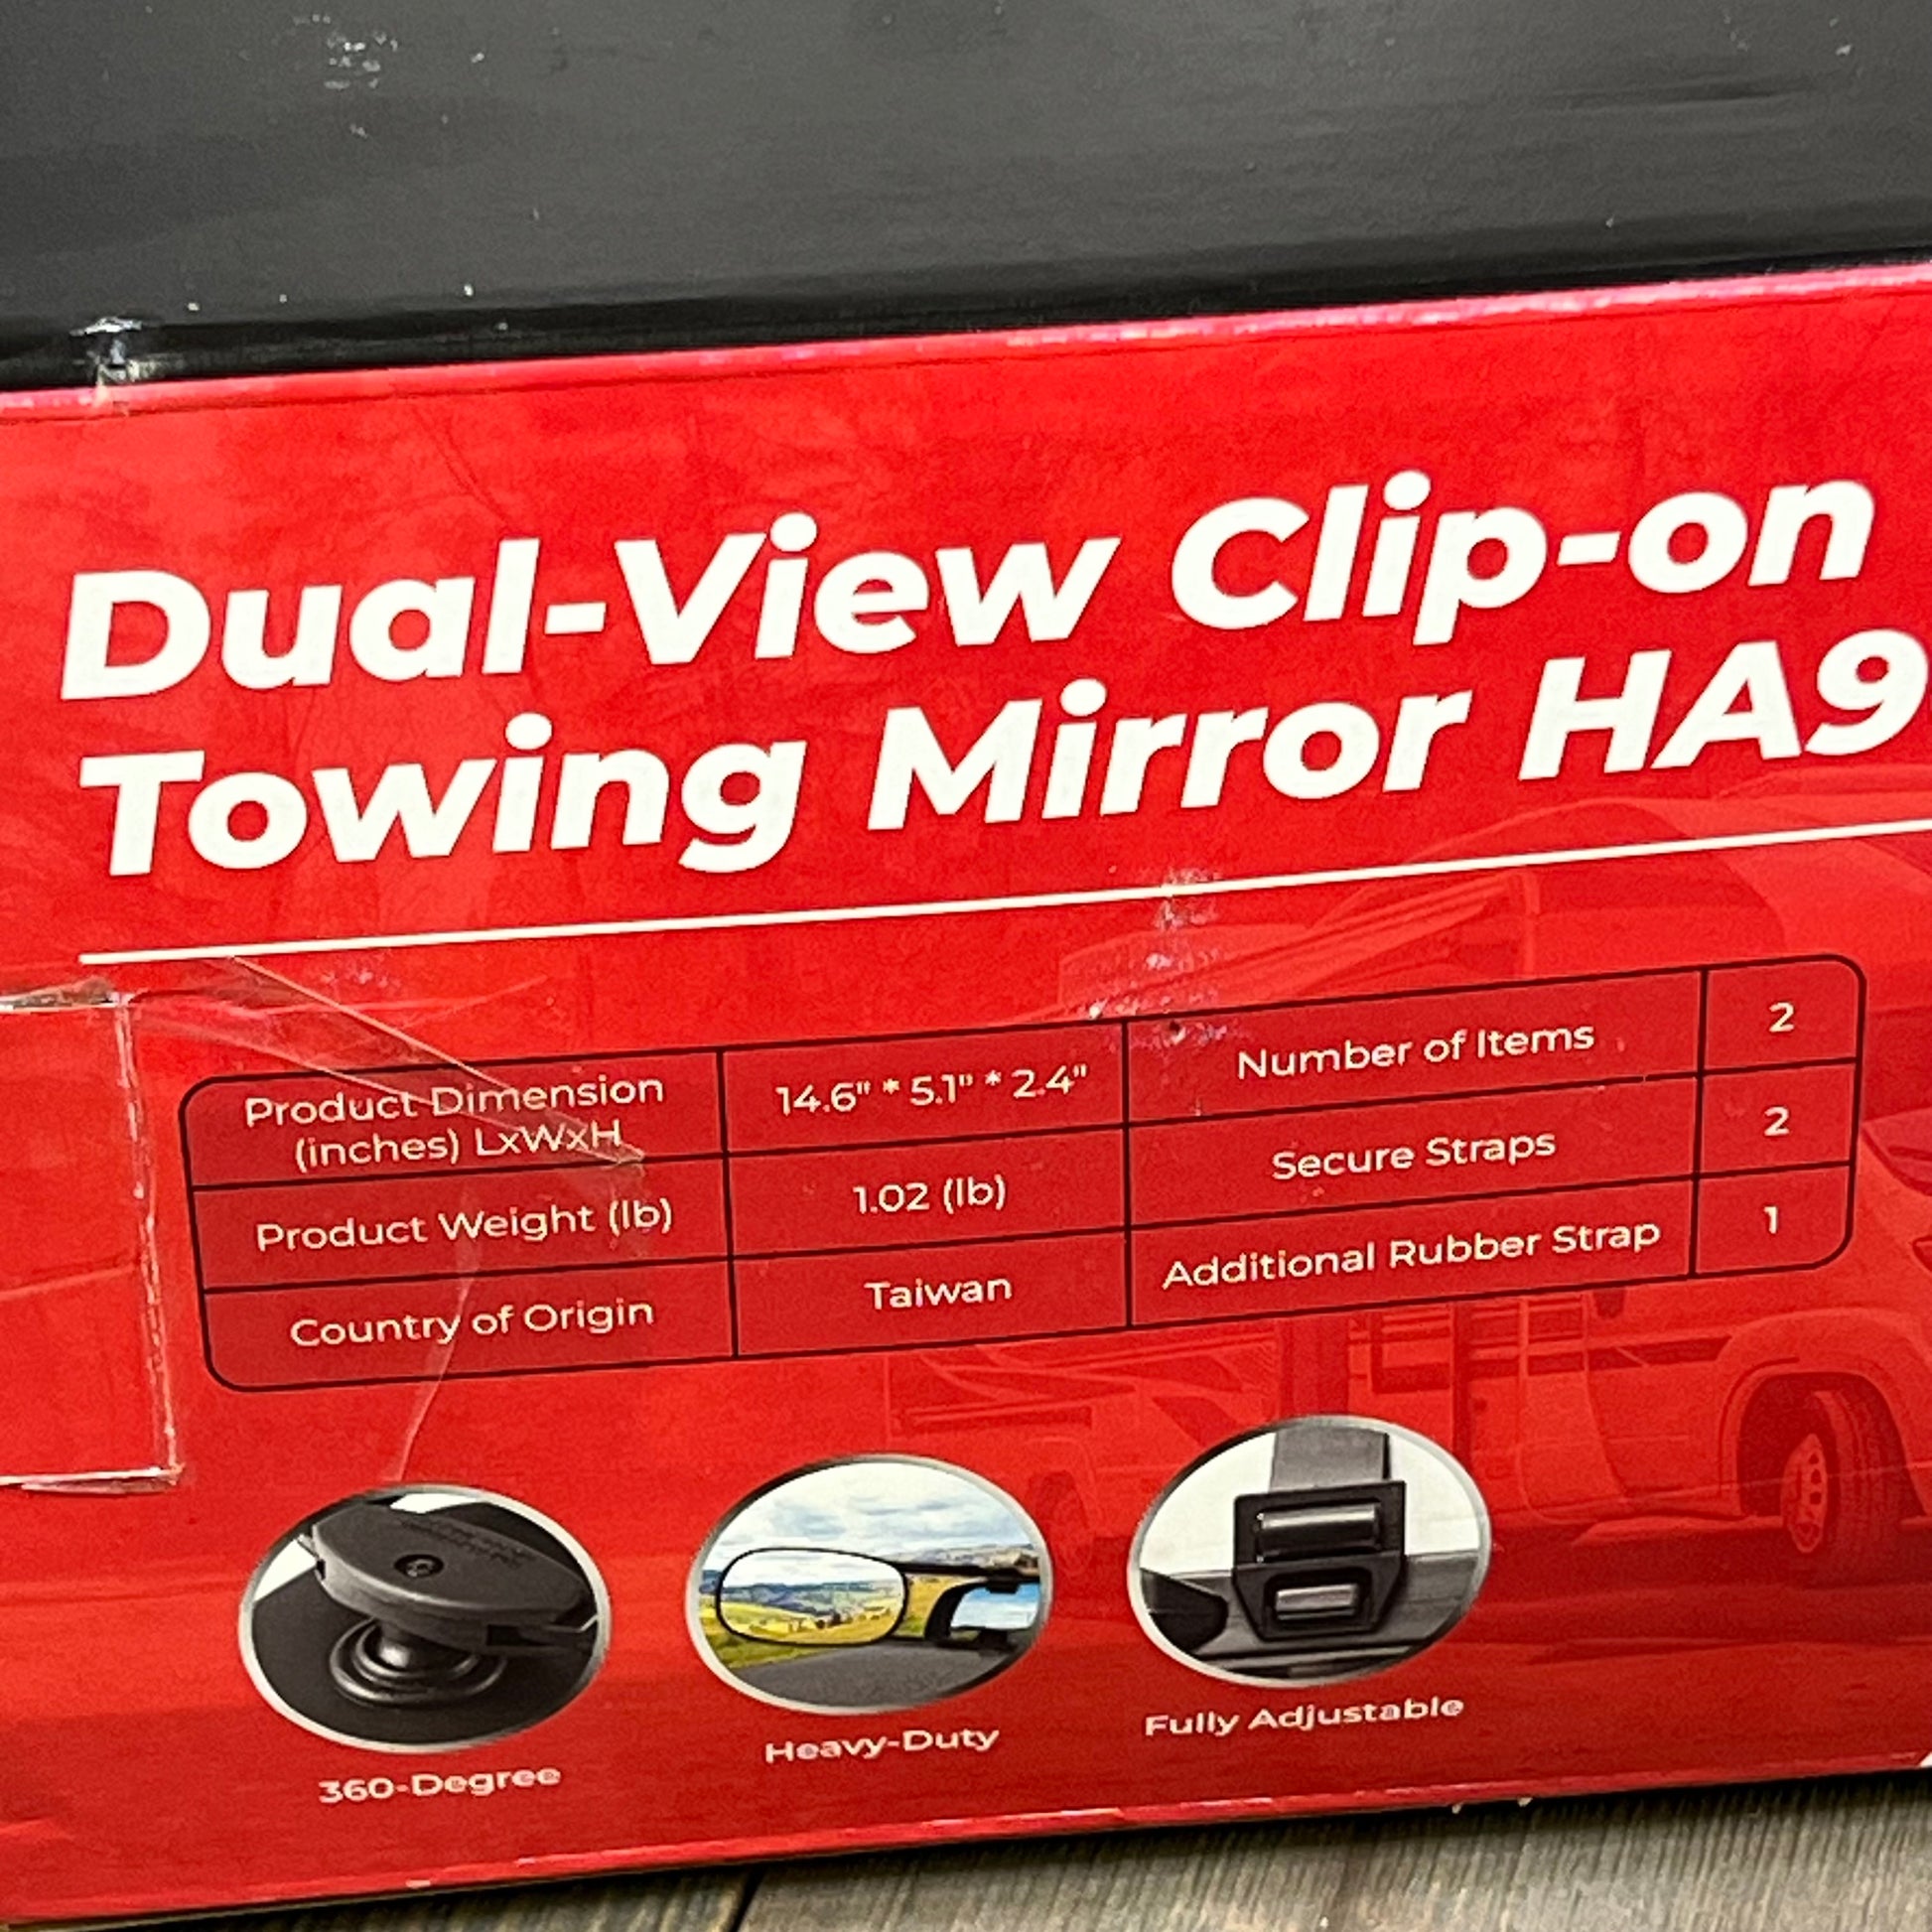 Dual-View Clip-on
Towing Mirror HA9
Product Dimension
(inches) LxWxH
14.6" * 5.1" * 2.4"
Number of Items
2
Product Weight (lb)
1.02 (lb)
Secure Straps
2
Country of Origin
Taiwan
Additional Rubber Strap
1
360-Degree
Heavy-Duty
Fully Adjustable